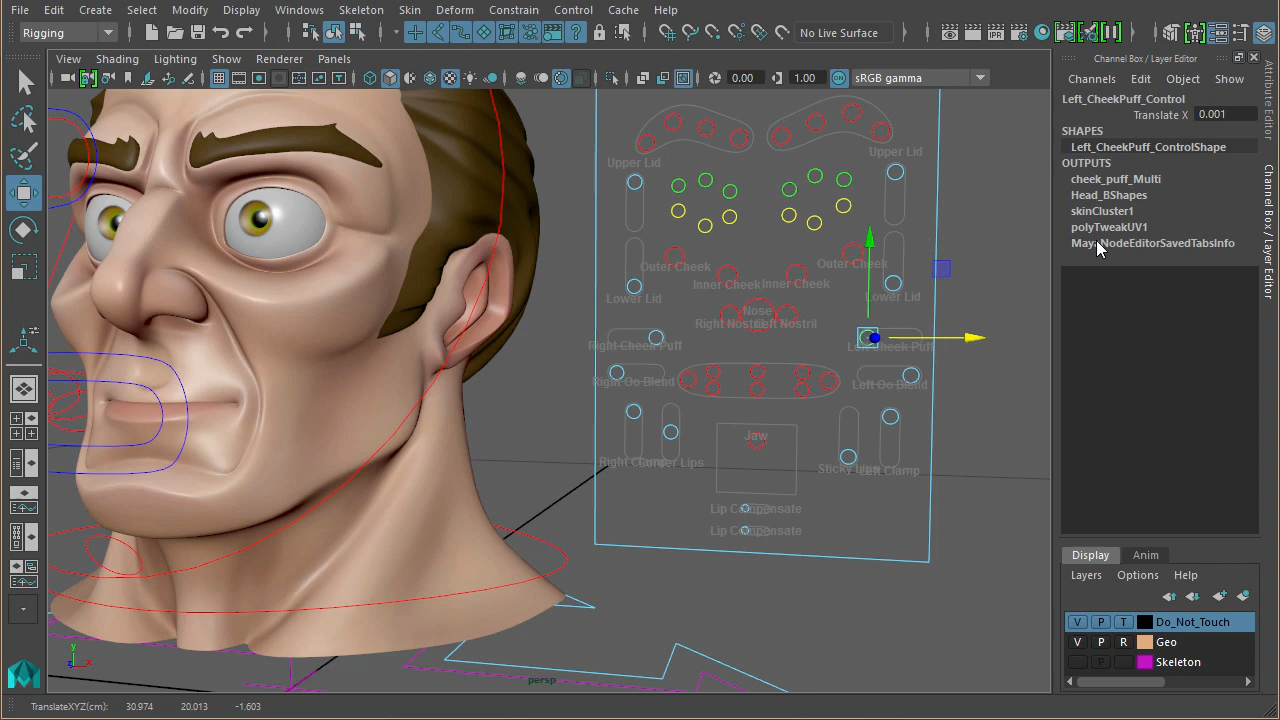 File Edit Create Select Modify Display Windows Skeleton Skin Deform Constrain Control Cache Help
Rigging
No Live Surface
View Shading Lighting Show Renderer Panels
0.00
1.00
sRGB gamma
Channel Box / Layer Editor
Channels Edit Object Show
Left_CheekPuff_Control
Translate X 0.001
SHAPES
Left_CheekPuff_ControlShape
OUTPUTS
cheek_puff_Multi
Head_BShapes
skinCluster1
polyTweakUV1
Attribute Editor
Channel Box / Layer Editor
Upper Lid
Upper Lid
Outer Cheek
Outer Cheek
Inner Cheek
Inner Cheek
Lower Lid
Lower Lid
Nose
Right Nostril
Left Nostril
Right Cheek Puff
Left Cheek Puff
Right Oo Blend
Left Oo Blend
Jaw
Right Clamp
Corner Lips
Sticky Lips
Left Clamp
Lip Compensate
Lip Compensate
persp
y
z
x
Display Anim
Layers Options Help
V P T Do_Not_Touch
V P R Geo
P Skeleton
TranslateXYZ(cm): 30.974 20.013 -1.603